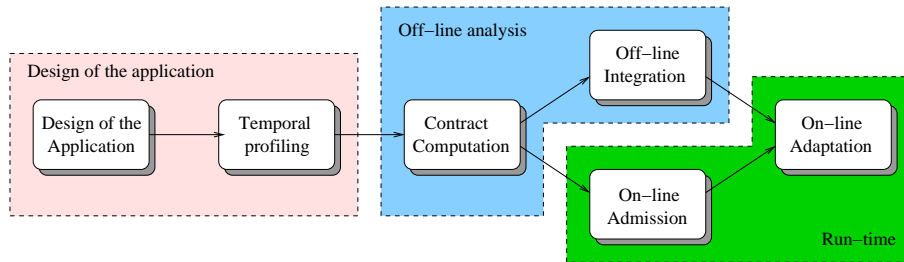 Design of the application
Design of the
Application
Temporal
profiling
Off−line analysis
Contract
Computation
Off−line
Integration
On−line
Admission
On−line
Adaptation
Run−time